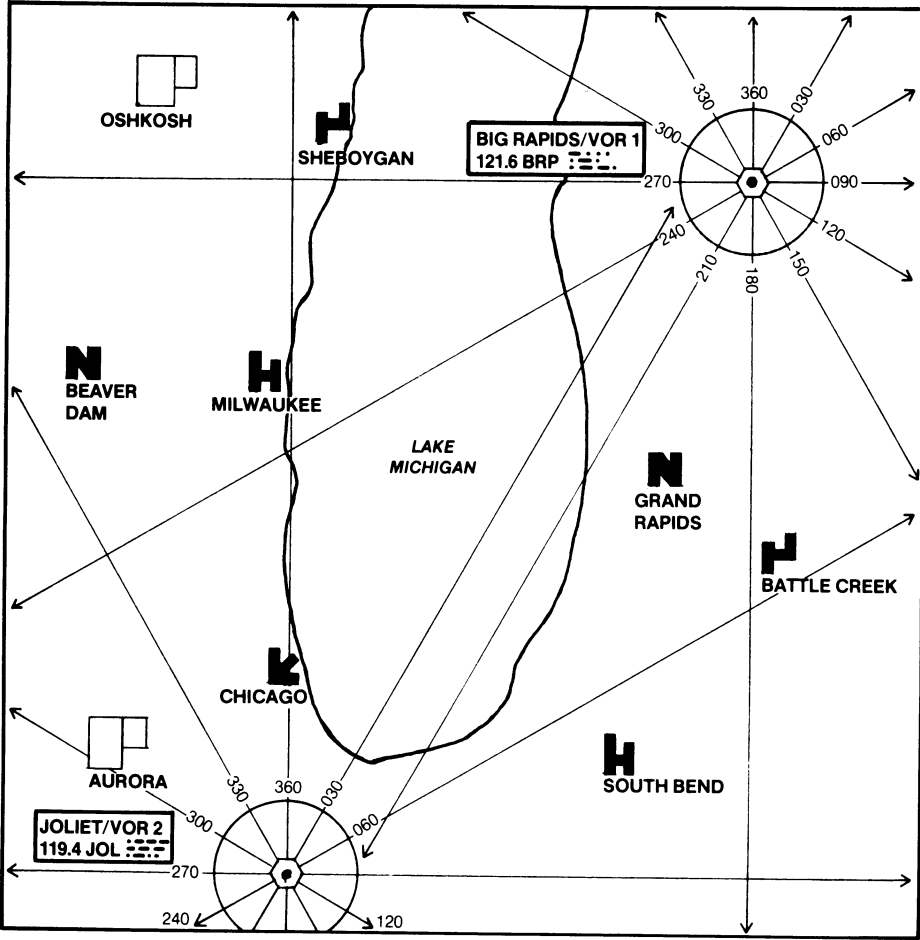 OSHKOSH
SHEBOYGAN
BIG RAPIDS/VOR 1
121.6 BRP
330
360
030
300
060
270
090
240
120
210
180
150
BEAVER
DAM
MILWAUKEE
LAKE
MICHIGAN
GRAND
RAPIDS
BATTLE CREEK
CHICAGO
AURORA
SOUTH BEND
JOLIET/VOR 2
119.4 JOL
330
360
030
300
060
270
240
120